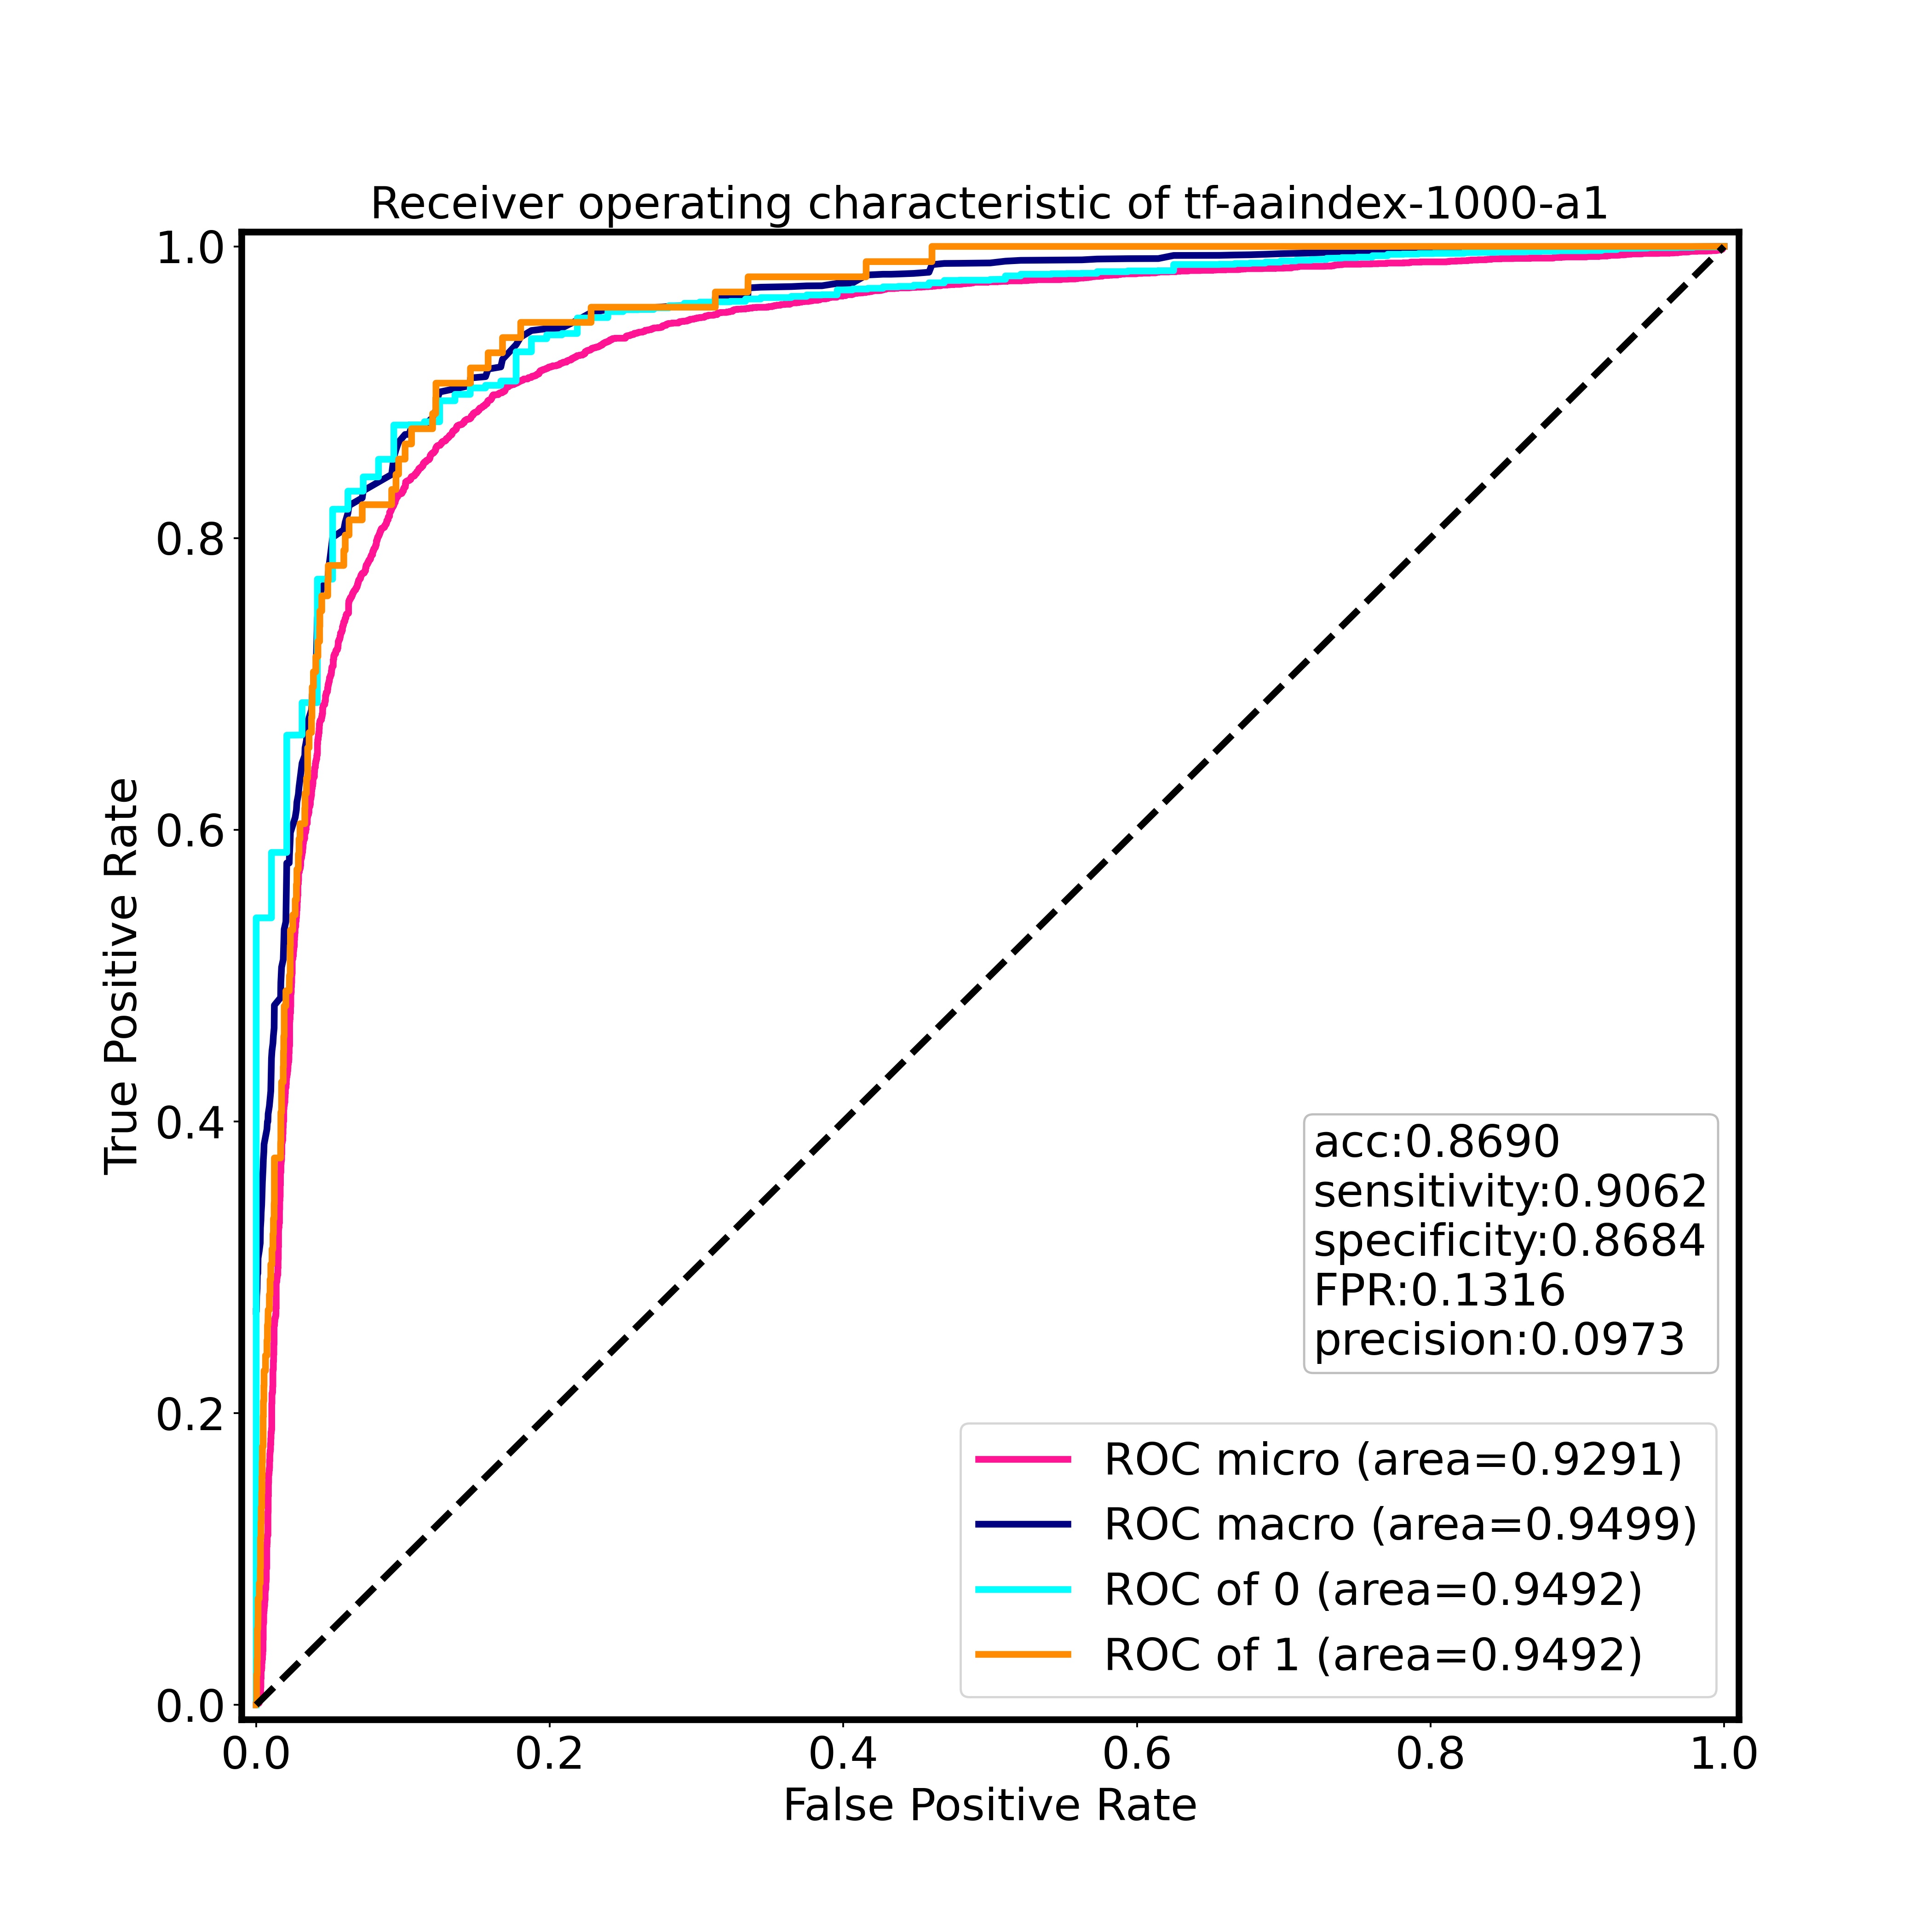 Receiver operating characteristic of tf-aaindex-1000-a1
1.0
0.8
0.6
0.4
0.2
0.0
True Positive Rate
acc:0.8690
sensitivity:0.9062
specificity:0.8684
FPR:0.1316
precision:0.0973
ROC micro (area=0.9291)
ROC macro (area=0.9499)
ROC of 0 (area=0.9492)
ROC of 1 (area=0.9492)
0.0 0.2 0.4 0.6 0.8 1.0
False Positive Rate